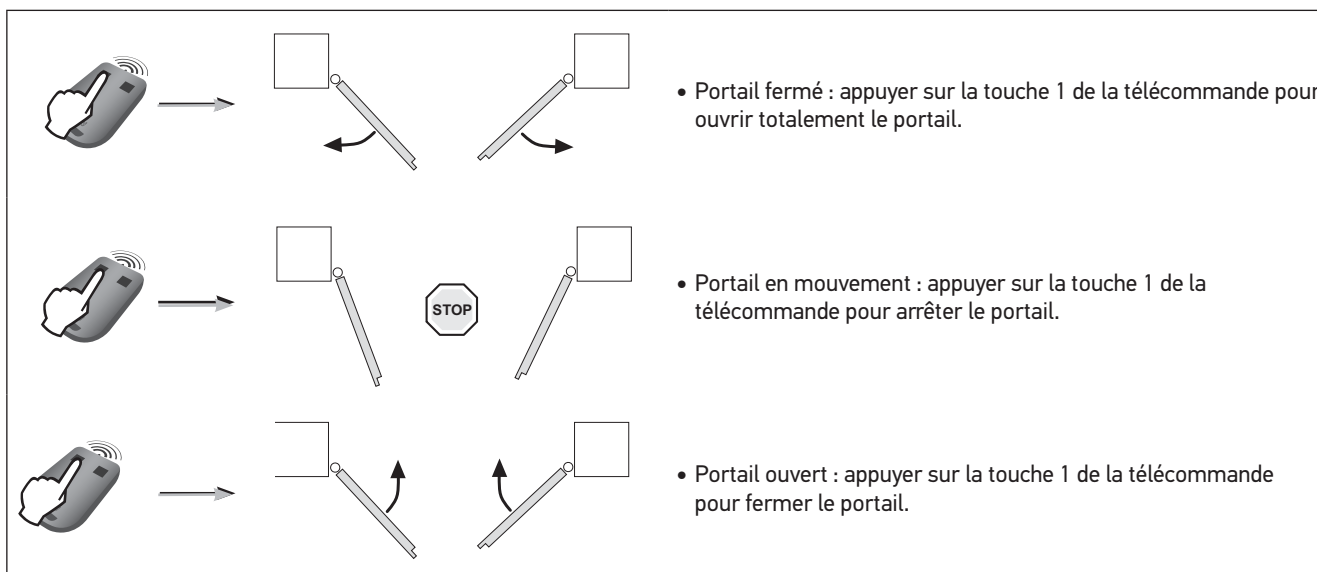 • Portail fermé : appuyer sur la touche 1 de la télécommande pour
ouvrir totalement le portail.
STOP
• Portail en mouvement : appuyer sur la touche 1 de la
télécommande pour arrêter le portail.
• Portail ouvert : appuyer sur la touche 1 de la télécommande
pour fermer le portail.